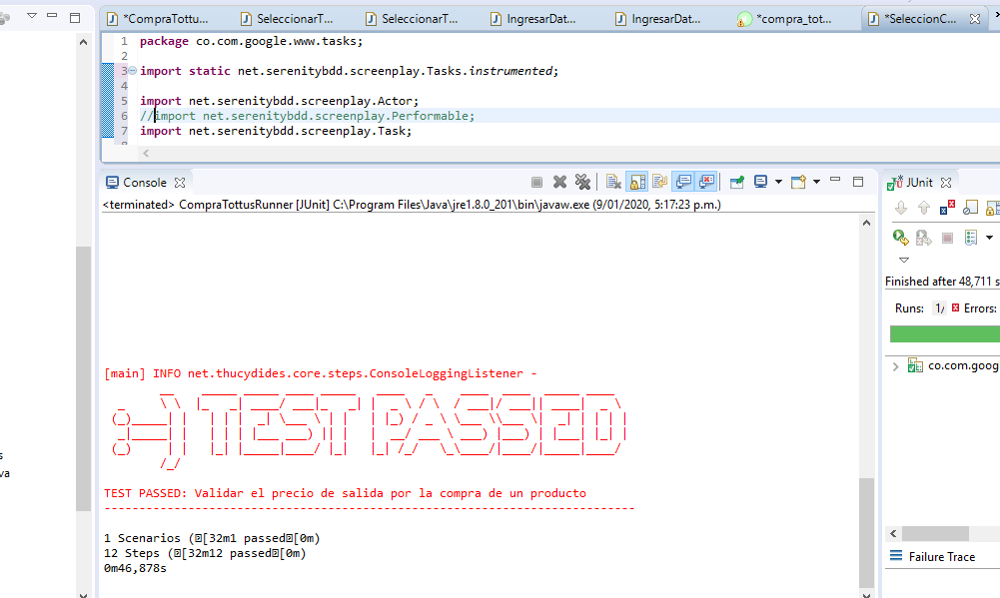 *CompraTottu... SeleccionarT... SeleccionarT... IngresarDat... IngresarDat... *compra_tot... *SeleccionC...
1 package co.com.google.www.tasks;
2
3 import static net.serenitybdd.screenplay.Tasks.instrumented;
4
5 import net.serenitybdd.screenplay.Actor;
6 //import net.serenitybdd.screenplay.Performable;
7 import net.serenitybdd.screenplay.Task;
8
Console
<terminated> CompraTottusRunner [JUnit] C:\Program Files\Java\jre1.8.0_201\bin\javaw.exe (9/01/2020, 5:17:23 p.m.)
[main] INFO net.thucydides.core.steps.ConsoleLoggingListener -
:-) TEST PASSED
TEST PASSED: Validar el precio de salida por la compra de un producto
----------------------------------------------------------------------
1 Scenarios ([32m1 passed[0m)
12 Steps ([32m12 passed[0m)
0m46,878s
JUnit
Finished after 48,711 s
Runs: 1/ Errors:
co.com.goog
Failure Trace
s
va